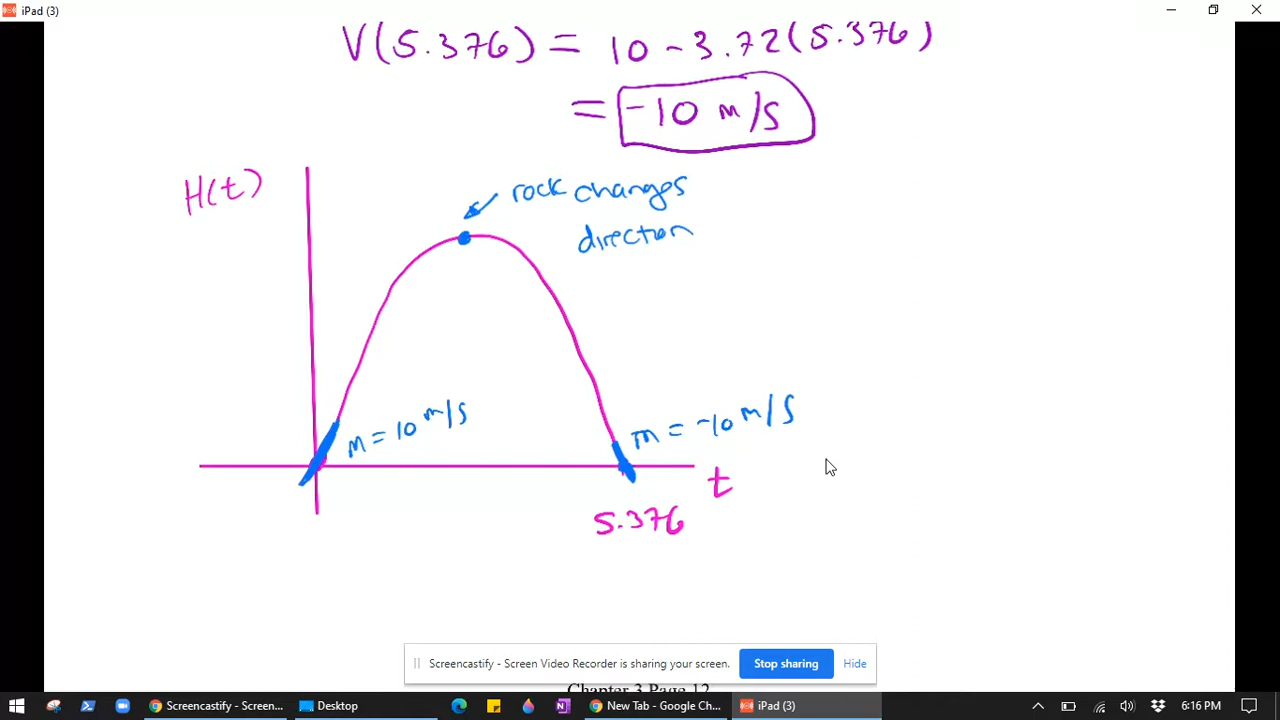 iPad (3)
V(5.376) = 10 - 3.72(5.376)
= -10 m/s
H(t)
rock changes
direction
m = 10 m/s
m = -10 m/s
t
5.376
Screencastify - Screen Video Recorder is sharing your screen.
Stop sharing
Hide
Chapter 3 Page 12
Screencastify - Screen...
Desktop
New Tab - Google Ch...
iPad (3)
6:16 PM